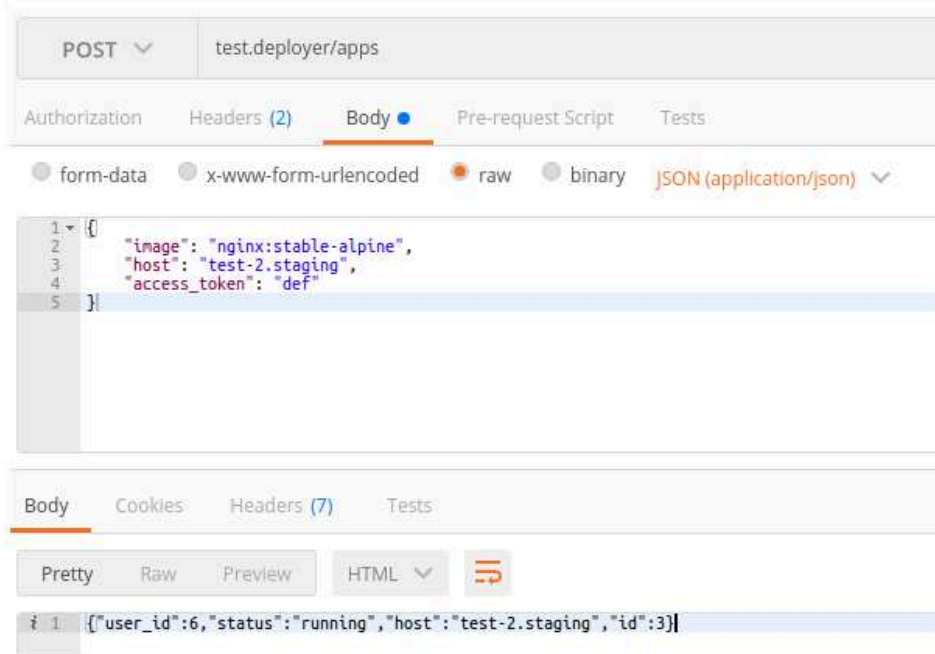 POST test.deployer/apps
Authorization Headers (2) Body Pre-request Script Tests
form-data x-www-form-urlencoded raw binary JSON (application/json)
1 {
2 "image": "nginx:stable-alpine",
3 "host": "test-2.staging",
4 "access_token": "def"
5 }
Body Cookies Headers (7) Tests
Pretty Raw Preview HTML
i 1 {"user_id":6,"status":"running","host":"test-2.staging","id":3}